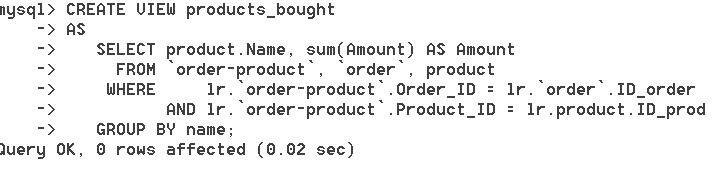 mysql> CREATE VIEW products_bought
    -> AS
    ->    SELECT product.Name, sum(Amount) AS Amount
    ->      FROM `order-product`, `order`, product
    ->     WHERE     lr.`order-product`.Order_ID = lr.`order`.ID_order
    ->           AND lr.`order-product`.Product_ID = lr.product.ID_prod
    ->    GROUP BY name;
Query OK, 0 rows affected (0.02 sec)